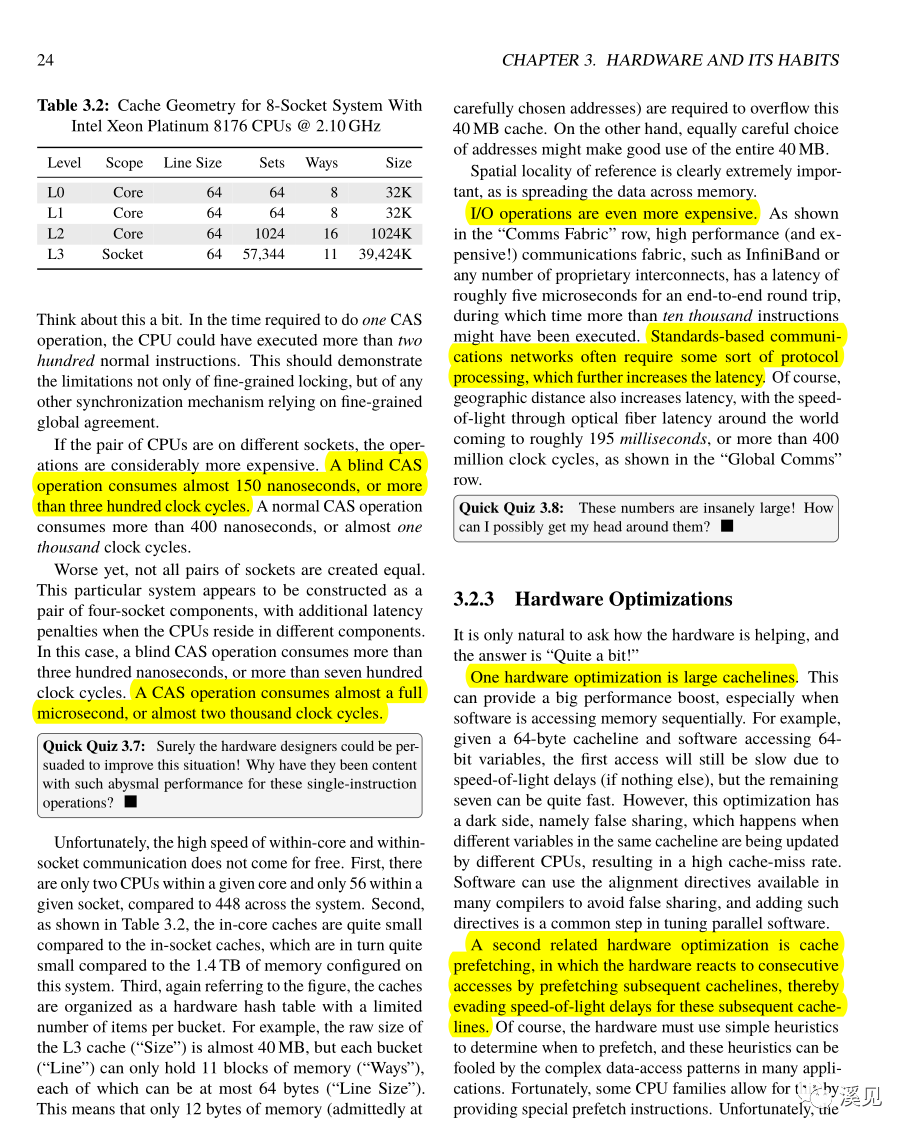 24
CHAPTER 3. HARDWARE AND ITS HABITS
Table 3.2: Cache Geometry for 8-Socket System With
Intel Xeon Platinum 8176 CPUs @ 2.10 GHz
Level Scope Line Size Sets Ways Size
L0 Core 64 64 8 32K
L1 Core 64 64 8 32K
L2 Core 64 1024 16 1024K
L3 Socket 64 57,344 11 39,424K
Think about this a bit. In the time required to do one CAS
operation, the CPU could have executed more than two
hundred normal instructions. This should demonstrate
the limitations not only of fine-grained locking, but of any
other synchronization mechanism relying on fine-grained
global agreement.
If the pair of CPUs are on different sockets, the oper-
ations are considerably more expensive. A blind CAS
operation consumes almost 150 nanoseconds, or more
than three hundred clock cycles. A normal CAS operation
consumes more than 400 nanoseconds, or almost one
thousand clock cycles.
Worse yet, not all pairs of sockets are created equal.
This particular system appears to be constructed as a
pair of four-socket components, with additional latency
penalties when the CPUs reside in different components.
In this case, a blind CAS operation consumes more than
three hundred nanoseconds, or more than seven hundred
clock cycles. A CAS operation consumes almost a full
microsecond, or almost two thousand clock cycles.
Quick Quiz 3.7: Surely the hardware designers could be per-
suaded to improve this situation! Why have they been content
with such abysmal performance for these single-instruction
operations? ■
Unfortunately, the high speed of within-core and within-
socket communication does not come for free. First, there
are only two CPUs within a given core and only 56 within a
given socket, compared to 448 across the system. Second,
as shown in Table 3.2, the in-core caches are quite small
compared to the in-socket caches, which are in turn quite
small compared to the 1.4 TB of memory configured on
this system. Third, again referring to the figure, the caches
are organized as a hardware hash table with a limited
number of items per bucket. For example, the raw size of
the L3 cache (“Size”) is almost 40 MB, but each bucket
(“Line”) can only hold 11 blocks of memory (“Ways”),
each of which can be at most 64 bytes (“Line Size”).
This means that only 12 bytes of memory (admittedly at
carefully chosen addresses) are required to overflow this
40 MB cache. On the other hand, equally careful choice
of addresses might make good use of the entire 40 MB.
Spatial locality of reference is clearly extremely impor-
tant, as is spreading the data across memory.
I/O operations are even more expensive. As shown
in the “Comms Fabric” row, high performance (and ex-
pensive!) communications fabric, such as InfiniBand or
any number of proprietary interconnects, has a latency of
roughly five microseconds for an end-to-end round trip,
during which time more than ten thousand instructions
might have been executed. Standards-based communi-
cations networks often require some sort of protocol
processing, which further increases the latency. Of course,
geographic distance also increases latency, with the speed-
of-light through optical fiber latency around the world
coming to roughly 195 milliseconds, or more than 400
million clock cycles, as shown in the “Global Comms”
row.
Quick Quiz 3.8: These numbers are insanely large! How
can I possibly get my head around them? ■
3.2.3 Hardware Optimizations
It is only natural to ask how the hardware is helping, and
the answer is “Quite a bit!”
One hardware optimization is large cachelines. This
can provide a big performance boost, especially when
software is accessing memory sequentially. For example,
given a 64-byte cacheline and software accessing 64-
bit variables, the first access will still be slow due to
speed-of-light delays (if nothing else), but the remaining
seven can be quite fast. However, this optimization has
a dark side, namely false sharing, which happens when
different variables in the same cacheline are being updated
by different CPUs, resulting in a high cache-miss rate.
Software can use the alignment directives available in
many compilers to avoid false sharing, and adding such
directives is a common step in tuning parallel software.
A second related hardware optimization is cache
prefetching, in which the hardware reacts to consecutive
accesses by prefetching subsequent cachelines, thereby
evading speed-of-light delays for these subsequent cache-
lines. Of course, the hardware must use simple heuristics
to determine when to prefetch, and these heuristics can be
fooled by the complex data-access patterns in many appli-
cations. Fortunately, some CPU families allow for by
providing special prefetch instructions. Unfortunately, the
溪见